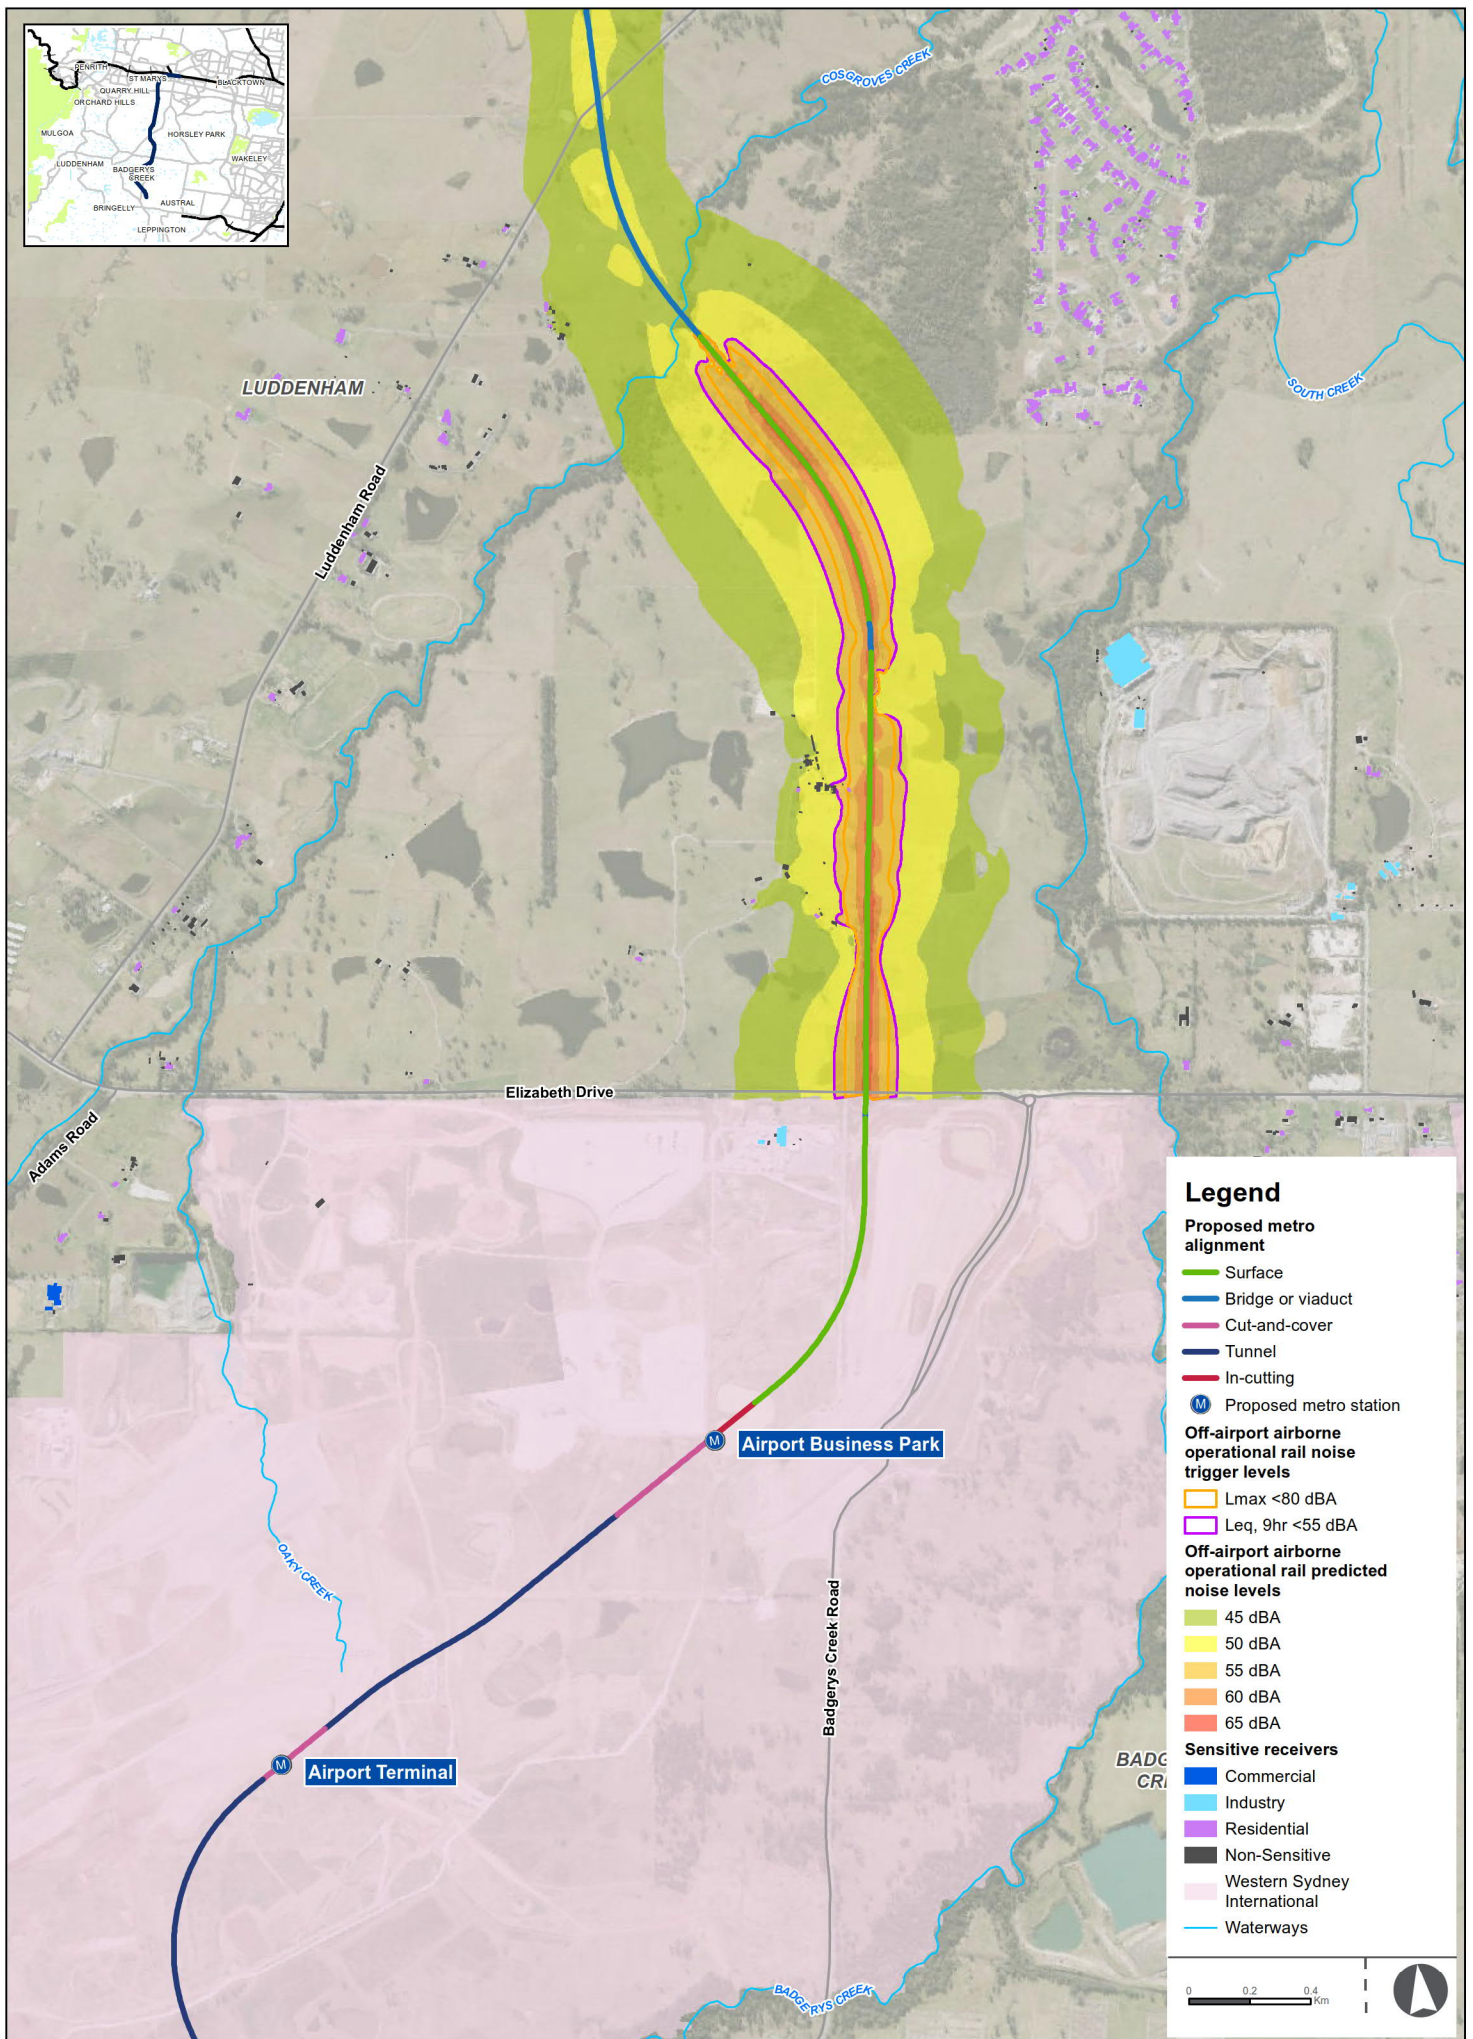 PENRITH
ST MARYS
BLACKTOWN
QUARRY HILL
ORCHARD HILLS
MULGOA
HORSLEY PARK
WAKELEY
LUDDENHAM
BADGERYS
CREEK
BRINGELLY
AUSTRAL
LEPPINGTON
COSGROVES CREEK
SOUTH CREEK
LUDDENHAM
Luddenham Road
Elizabeth Drive
Adams Road
Airport Business Park
M
OAKY CREEK
Badgerys Creek Road
M
Airport Terminal
BADG
CRE
BADGERYS CREEK
Legend
Proposed metro
alignment
Surface
Bridge or viaduct
Cut-and-cover
Tunnel
In-cutting
M Proposed metro station
Off-airport airborne
operational rail noise
trigger levels
Lmax <80 dBA
Leq, 9hr <55 dBA
Off-airport airborne
operational rail predicted
noise levels
45 dBA
50 dBA
55 dBA
60 dBA
65 dBA
Sensitive receivers
Commercial
Industry
Residential
Non-Sensitive
Western Sydney
International
Waterways
0 0.2 0.4
Km